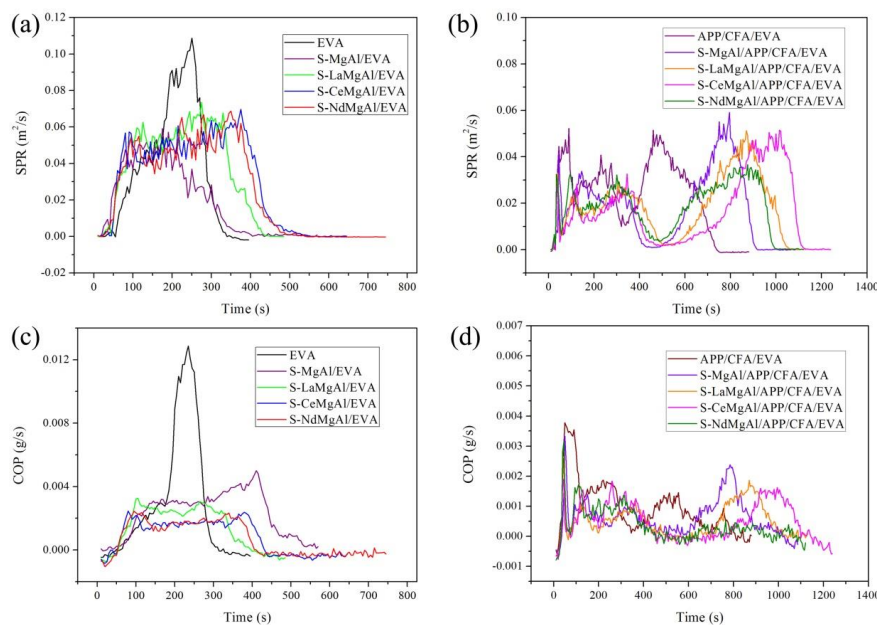 (a)
0.12
0.10
0.08
0.06
0.04
0.02
0.00
-0.02
SPR (m²/s)
EVA
S-MgAl/EVA
S-LaMgAl/EVA
S-CeMgAl/EVA
S-NdMgAl/EVA
0 100 200 300 400 500 600 700 800
Time (s)
(b)
0.10
0.08
0.06
0.04
0.02
0.00
SPR (m²/s)
APP/CFA/EVA
S-MgAl/APP/CFA/EVA
S-LaMgAl/APP/CFA/EVA
S-CeMgAl/APP/CFA/EVA
S-NdMgAl/APP/CFA/EVA
0 200 400 600 800 1000 1200 1400
Time (s)
(c)
0.012
0.008
0.004
0.000
COP (g/s)
EVA
S-MgAl/EVA
S-LaMgAl/EVA
S-CeMgAl/EVA
S-NdMgAl/EVA
0 100 200 300 400 500 600 700 800
Time (s)
(d)
0.007
0.006
0.005
0.004
0.003
0.002
0.001
0.000
-0.001
COP (g/s)
APP/CFA/EVA
S-MgAl/APP/CFA/EVA
S-LaMgAl/APP/CFA/EVA
S-CeMgAl/APP/CFA/EVA
S-NdMgAl/APP/CFA/EVA
0 200 400 600 800 1000 1200 1400
Time (s)